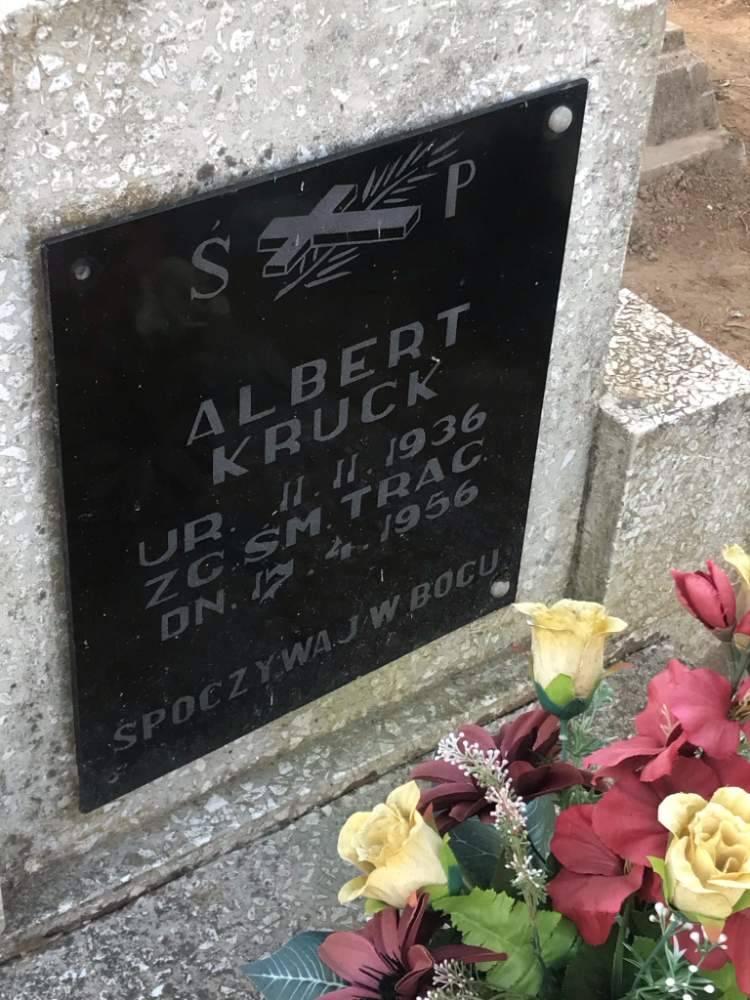 Ś P
ALBERT
KRUCK
UR. 11.11.1936
ZG. ŚM. TRAG
DN. 17.4.1956
SPOCZYWAJ W BOGU